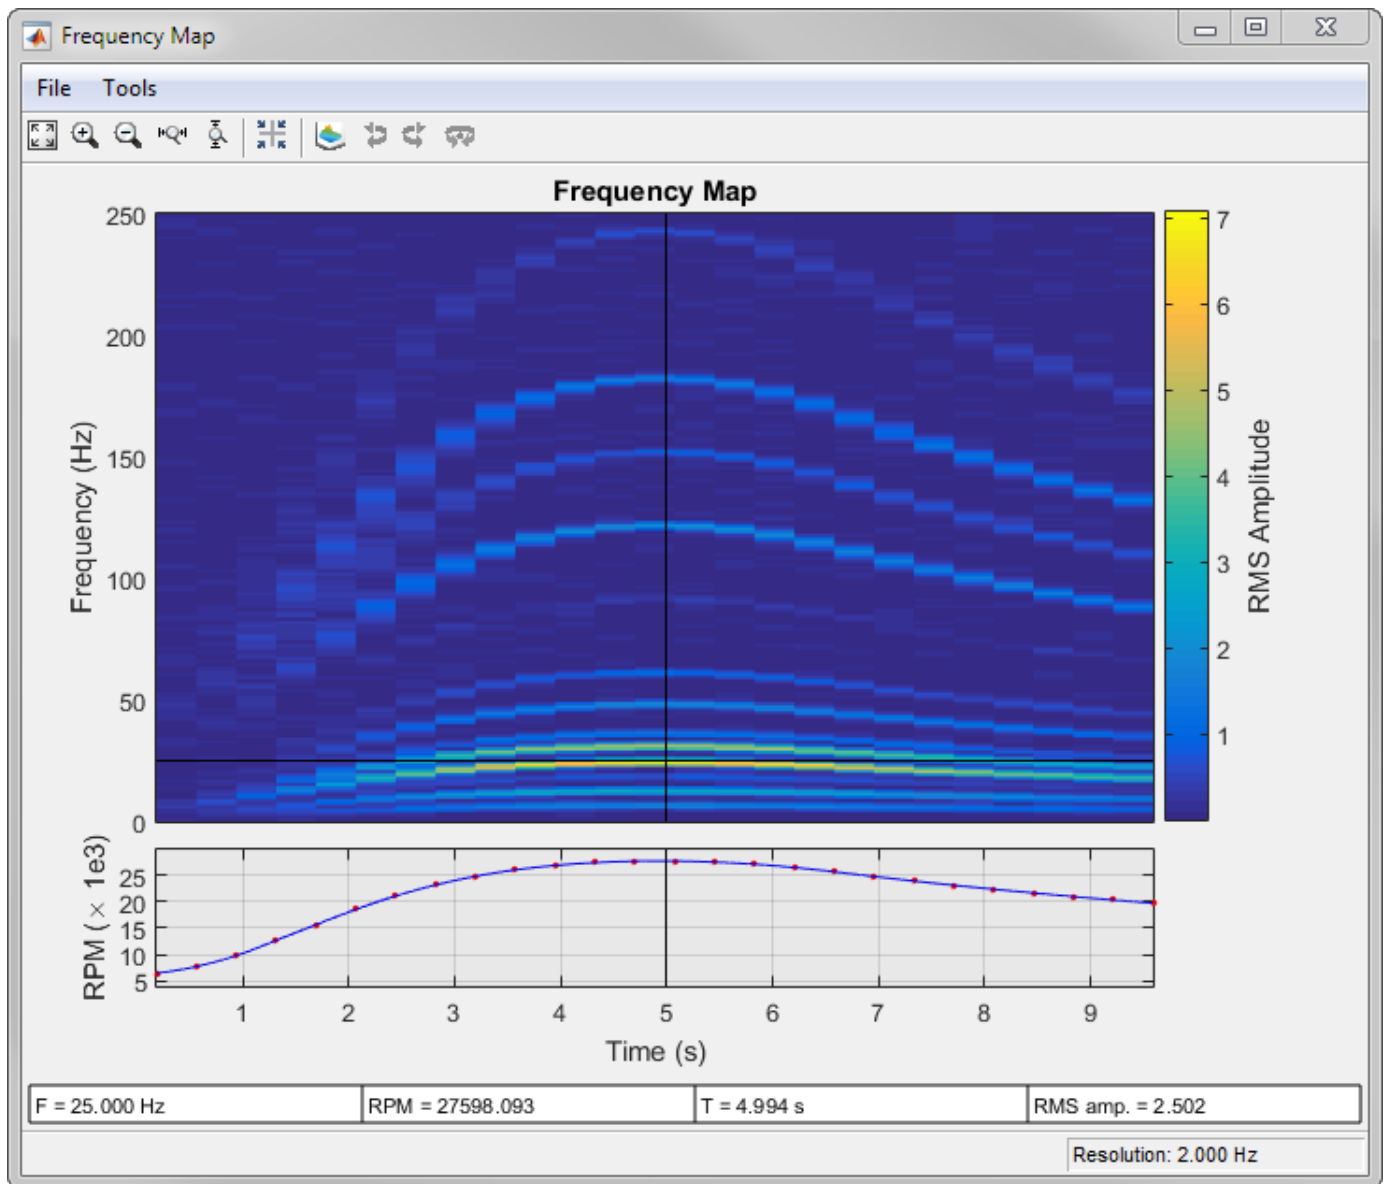 Frequency Map
File Tools
Frequency Map
250
200
150
100
50
0
Frequency (Hz)
7
6
5
4
3
2
1
RMS Amplitude
25
20
15
10
5
RPM ( × 1e3)
1 2 3 4 5 6 7 8 9
Time (s)
F = 25.000 Hz RPM = 27598.093 T = 4.994 s RMS amp. = 2.502
Resolution: 2.000 Hz